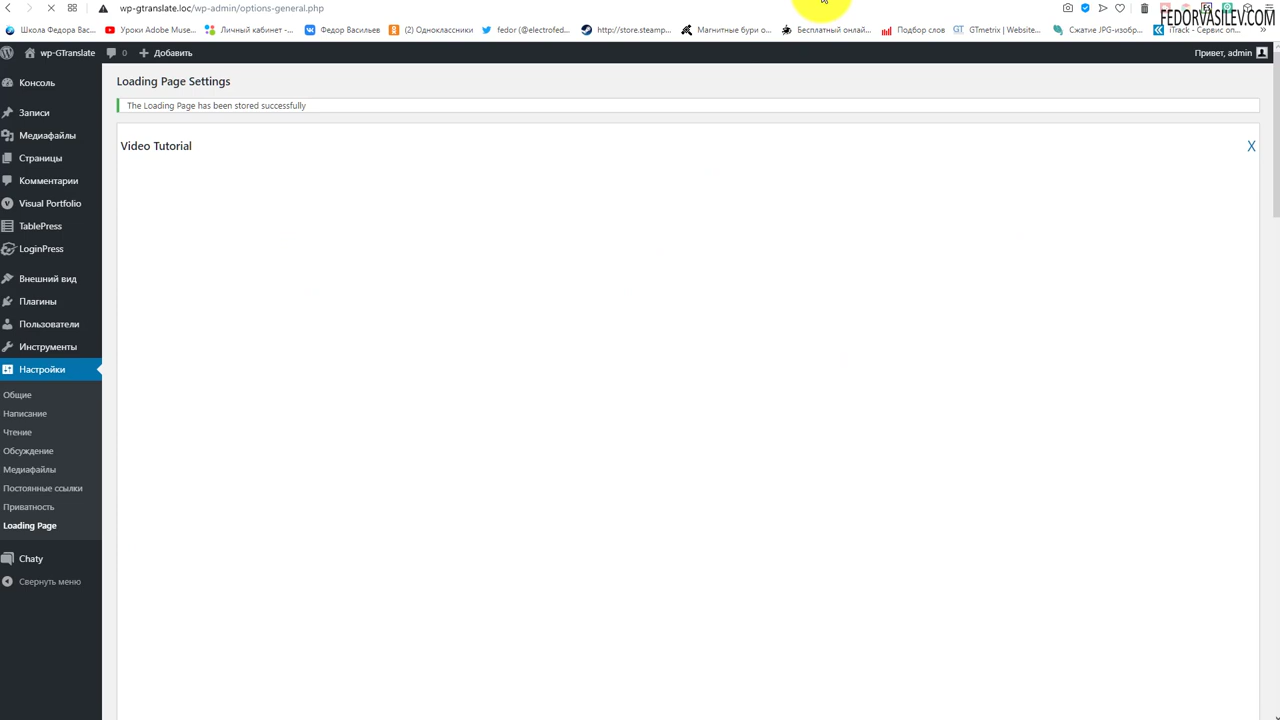 wp-gtranslate.loc/wp-admin/options-general.php
FEDORVASILEV.COM
Школа Федора Вас...
Уроки Adobe Muse...
Личный кабинет -...
Федор Васильев
(2) Одноклассники
fedor (@electrofed...
http://store.steamp...
Магнитные бури о...
Бесплатный онлай...
Подбор слов
GTmetrix | Website...
Сжатие JPG-изобр...
iTrack - Сервис оп...
wp-GTranslate
0
Добавить
Привет, admin
Консоль
Записи
Медиафайлы
Страницы
Комментарии
Visual Portfolio
TablePress
LoginPress
Внешний вид
Плагины
Пользователи
Инструменты
Настройки
Общие
Написание
Чтение
Обсуждение
Медиафайлы
Постоянные ссылки
Приватность
Loading Page
Chaty
Свернуть меню
Loading Page Settings
The Loading Page has been stored successfully
Video Tutorial
X